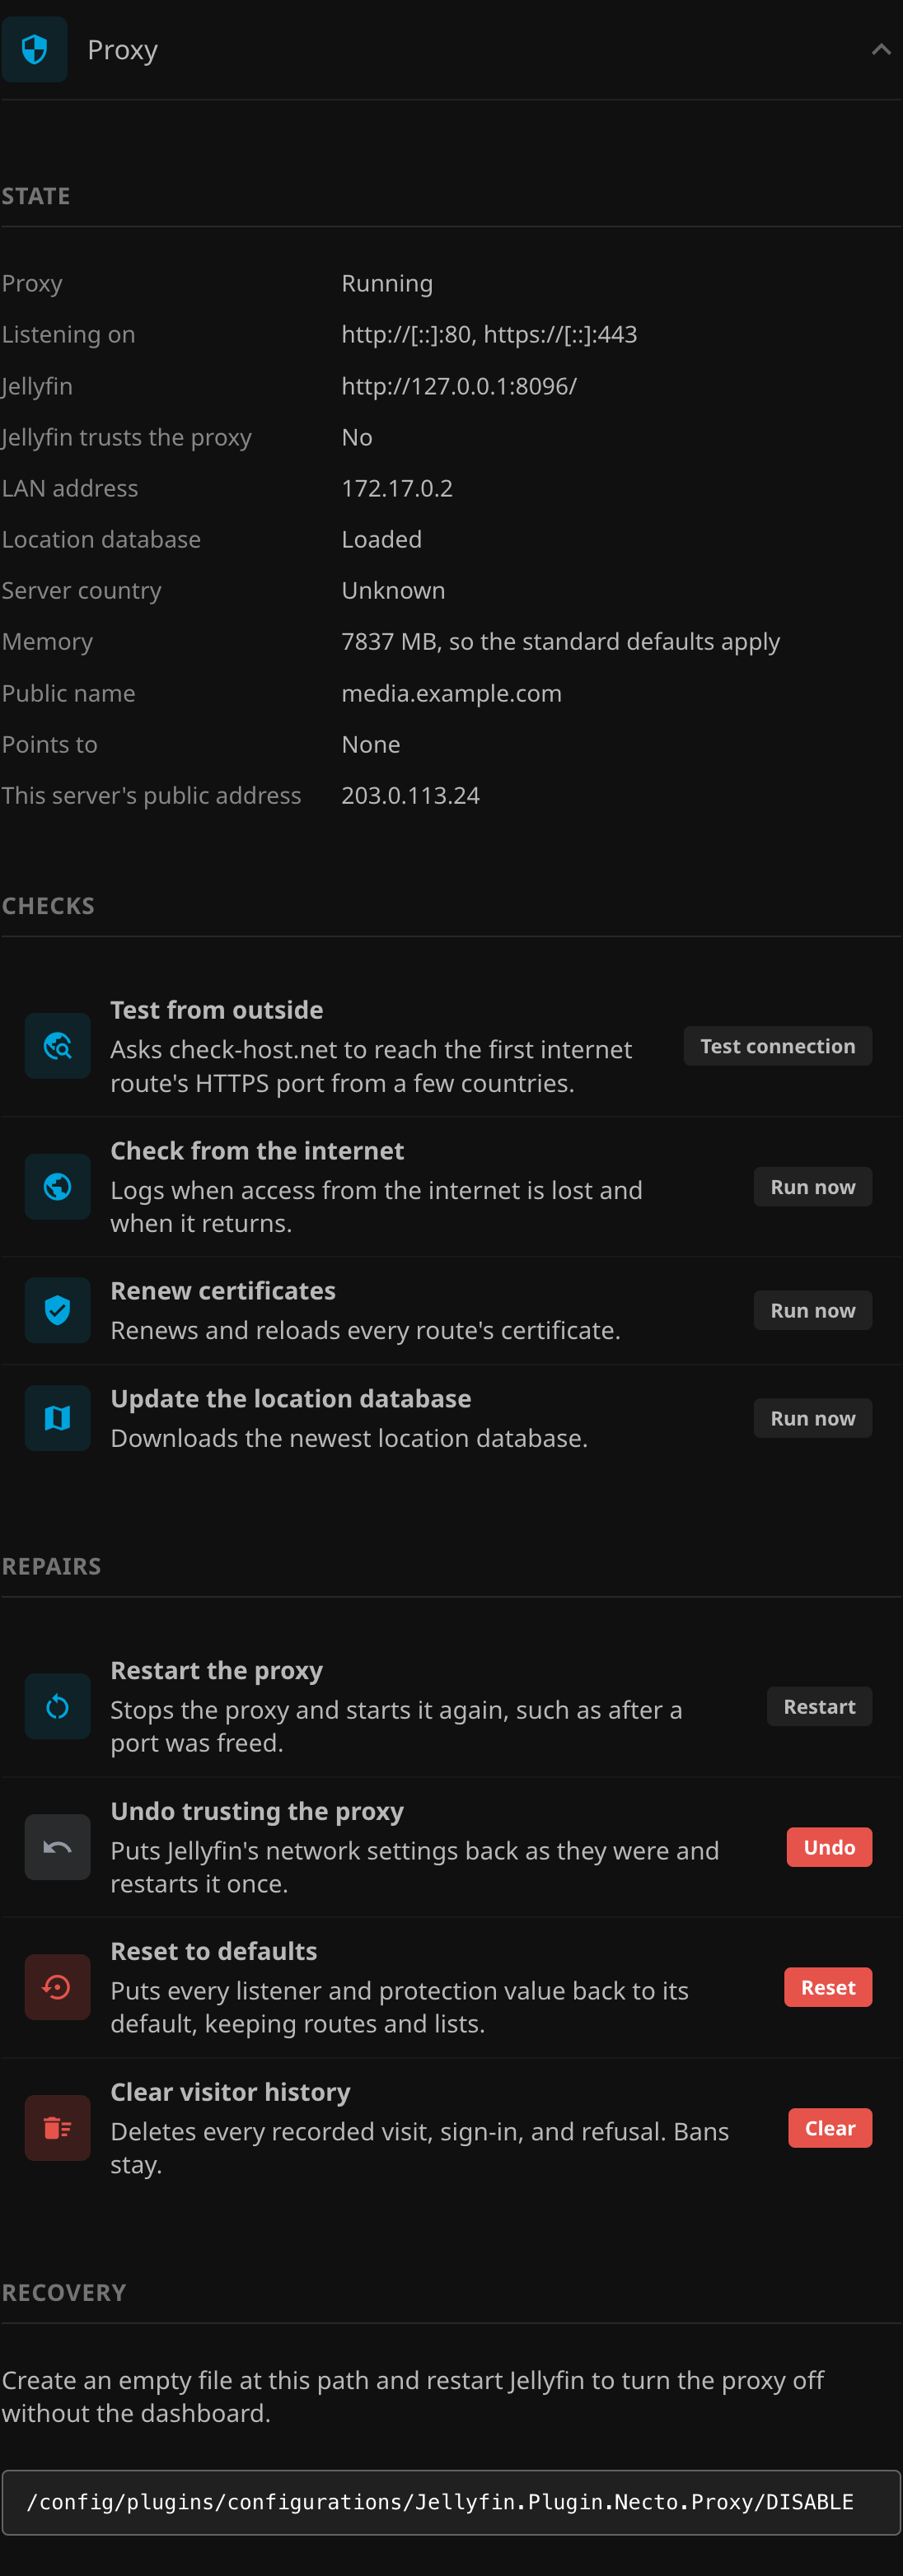 Proxy
STATE
Proxy Running
Listening on http://[::]:80, https://[::]:443
Jellyfin http://127.0.0.1:8096/
Jellyfin trusts the proxy No
LAN address 172.17.0.2
Location database Loaded
Server country Unknown
Memory 7837 MB, so the standard defaults apply
Public name media.example.com
Points to None
This server's public address 203.0.113.24
CHECKS
Test from outside
Asks check-host.net to reach the first internet
route's HTTPS port from a few countries.
Test connection
Check from the internet
Logs when access from the internet is lost and
when it returns.
Run now
Renew certificates
Renews and reloads every route's certificate.
Run now
Update the location database
Downloads the newest location database.
Run now
REPAIRS
Restart the proxy
Stops the proxy and starts it again, such as after a
port was freed.
Restart
Undo trusting the proxy
Puts Jellyfin's network settings back as they were and
restarts it once.
Undo
Reset to defaults
Puts every listener and protection value back to its
default, keeping routes and lists.
Reset
Clear visitor history
Deletes every recorded visit, sign-in, and refusal. Bans
stay.
Clear
RECOVERY
Create an empty file at this path and restart Jellyfin to turn the proxy off
without the dashboard.
/config/plugins/configurations/Jellyfin.Plugin.Necto.Proxy/DISABLE